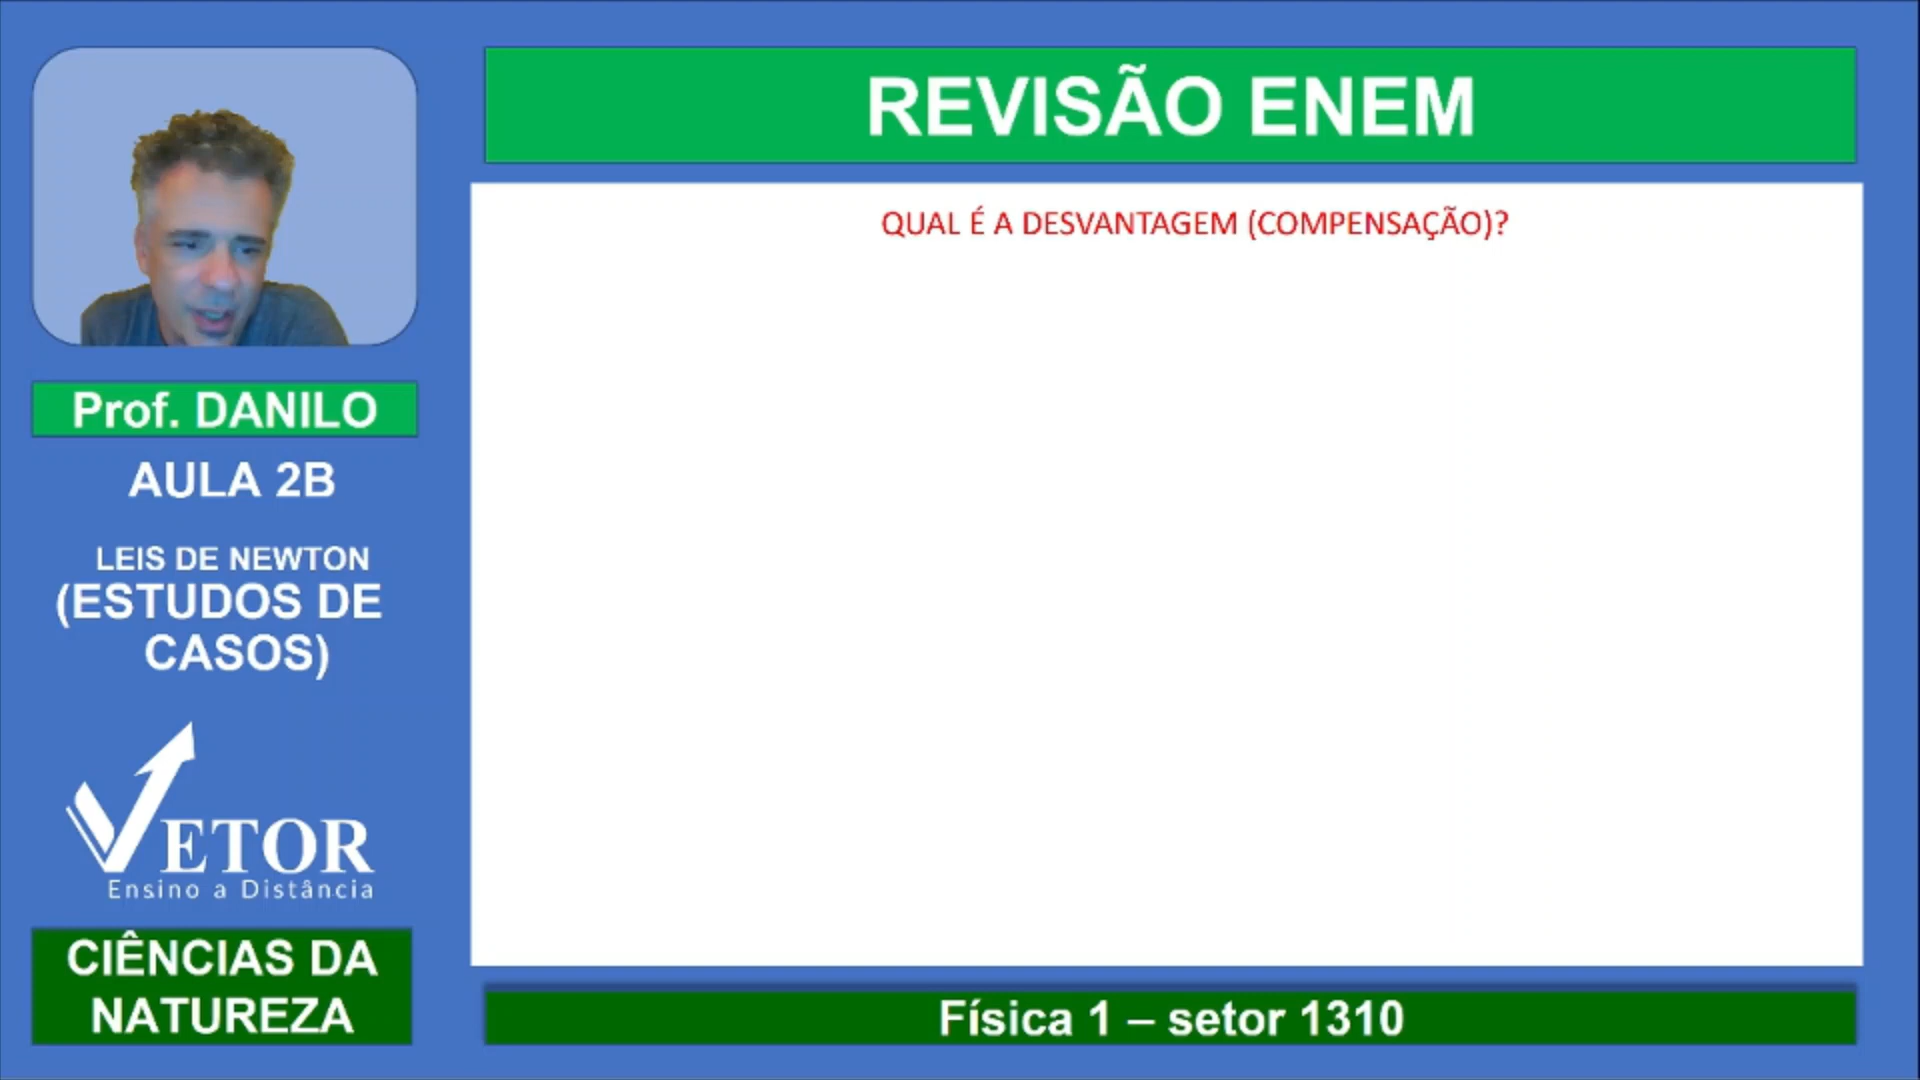 REVISÃO ENEM
QUAL É A DESVANTAGEM (COMPENSAÇÃO)?
Prof. DANILO
AULA 2B
LEIS DE NEWTON
(ESTUDOS DE
CASOS)
VETOR
Ensino a Distância
CIÊNCIAS DA
NATUREZA
Física 1 – setor 1310